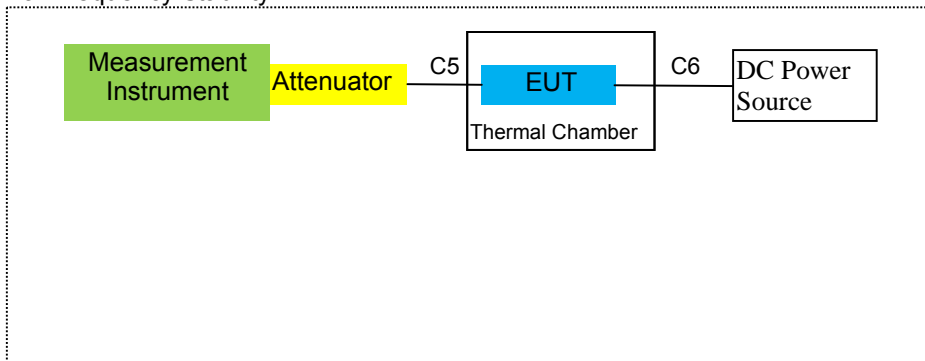 Measurement
Instrument
Attenuator
C5
EUT
Thermal Chamber
C6
DC Power
Source